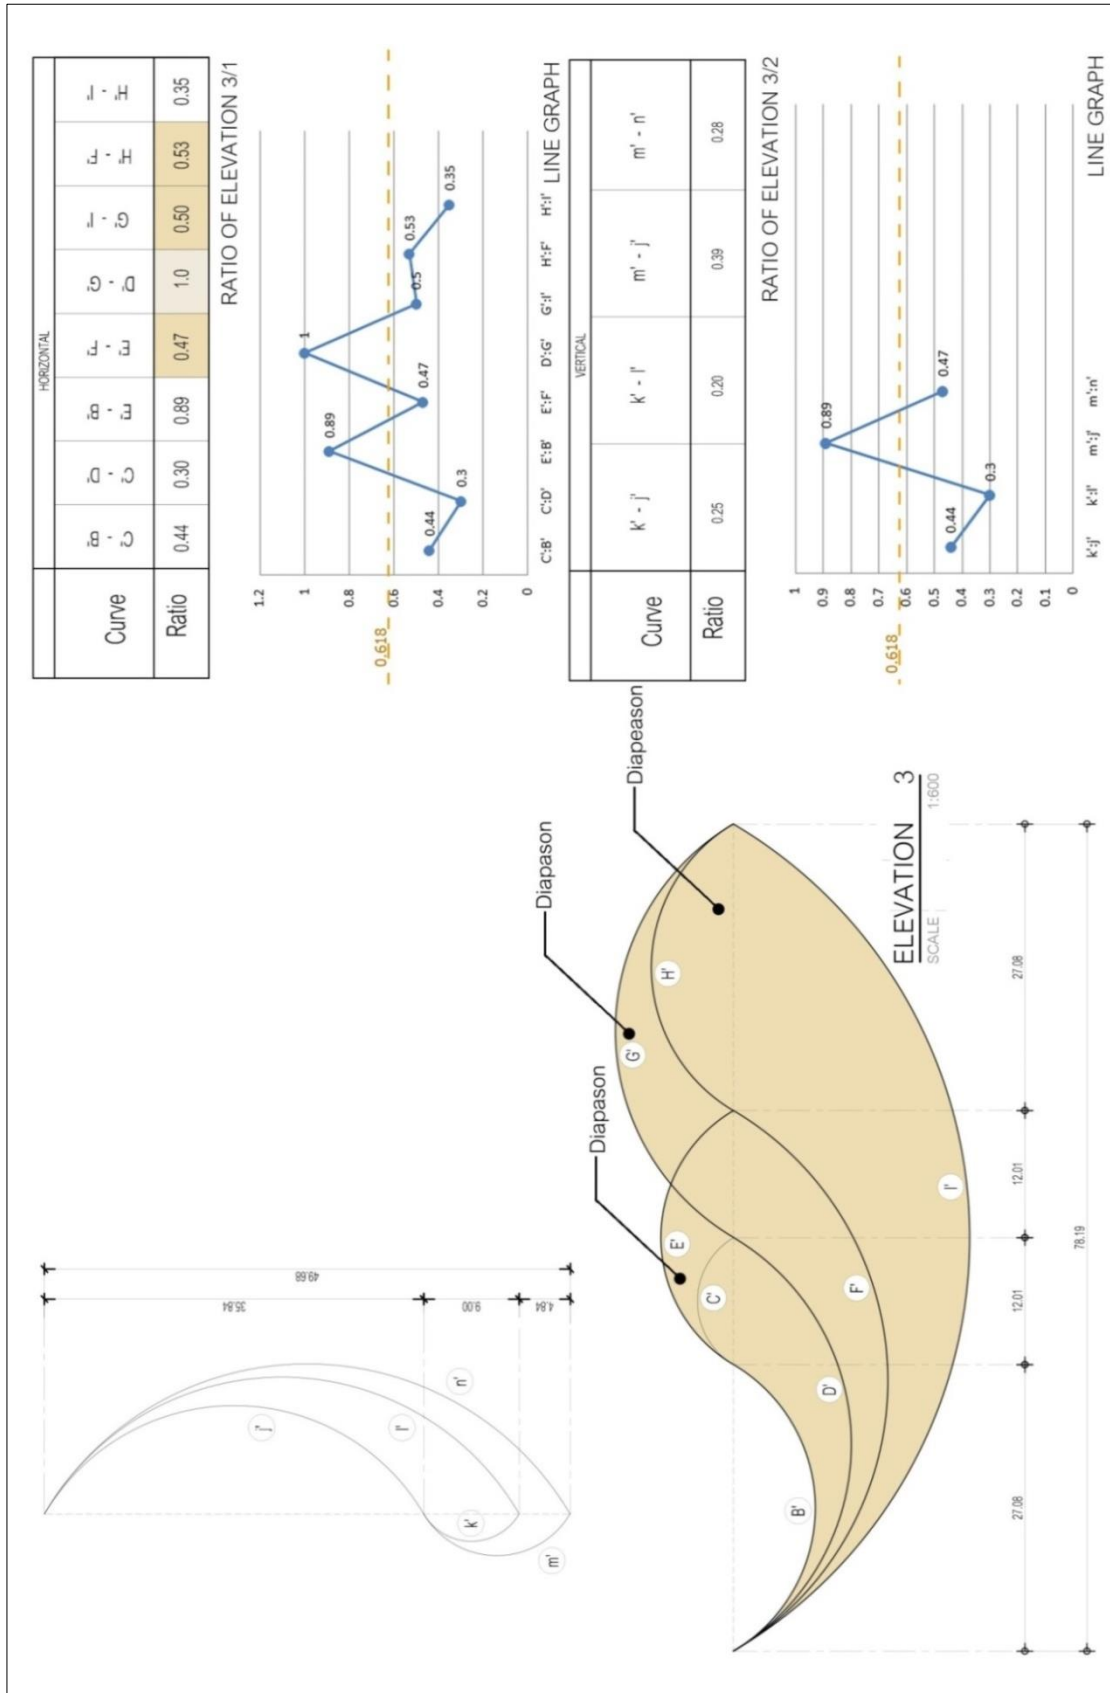 HORIZONTAL
Curve C' - B' C' - D' E' - B' E' - F' D' - G' G' - I' H' - F' H' - I'
Ratio 0.44 0.30 0.89 0.47 1.0 0.50 0.53 0.35
RATIO OF ELEVATION 3/1
1.2
1
0.8
0.6
0.4
0.2
0
0.618
0.44
0.3
0.89
0.47
1
0.5
0.53
0.35
C':B' C':D' E':B' E':F' D':G' G':I' H':F' H':I'
LINE GRAPH
VERTICAL
Curve k' - j' k' - l' m' - j' m' - n'
Ratio 0.25 0.20 0.39 0.28
RATIO OF ELEVATION 3/2
1
0.9
0.8
0.7
0.6
0.5
0.4
0.3
0.2
0.1
0
0.618
0.44
0.3
0.89
0.47
k':j' k':l' m':j' m':n'
LINE GRAPH
49.68
35.84
9.00
4.84
j'
l'
n'
k'
m'
Diapason
Diapason
Diapeason
G'
H'
E'
C'
F'
D'
B'
I'
ELEVATION 3
SCALE 1:600
27.08
12.01
12.01
27.08
78.19